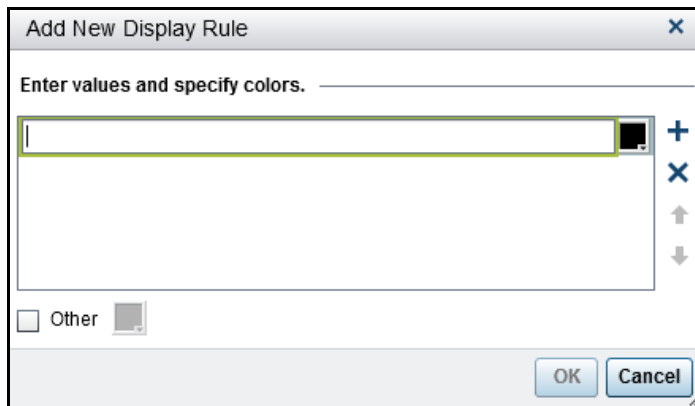 Add New Display Rule
Enter values and specify colors.
Other
OK
Cancel